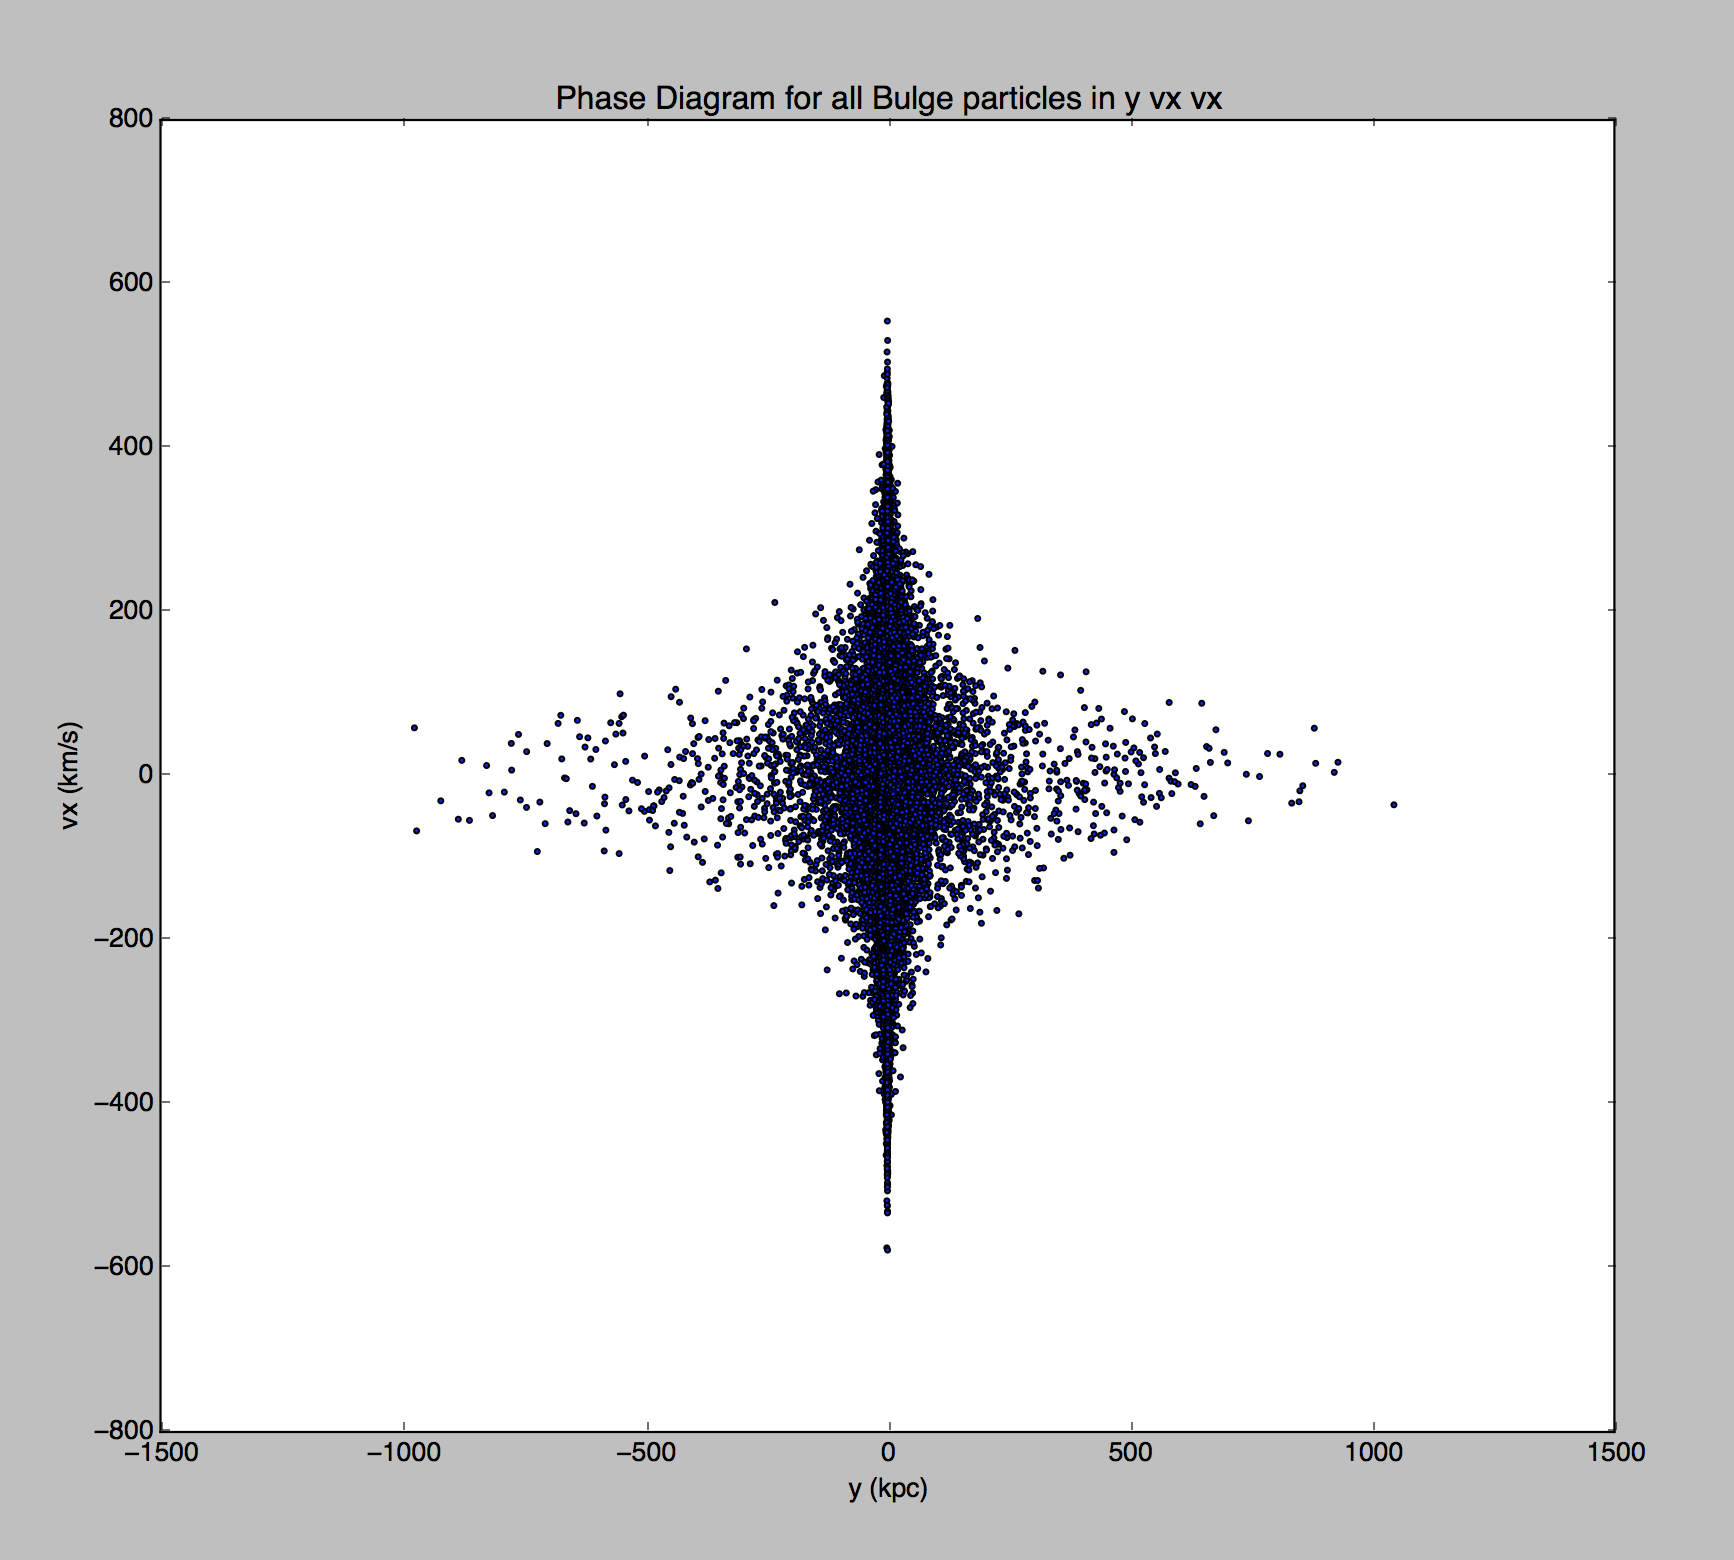 Phase Diagram for all Bulge particles in y vx vx
800
600
400
200
0
−200
−400
−600
−800
−1500 −1000 −500 0 500 1000 1500
y (kpc)
vx (km/s)